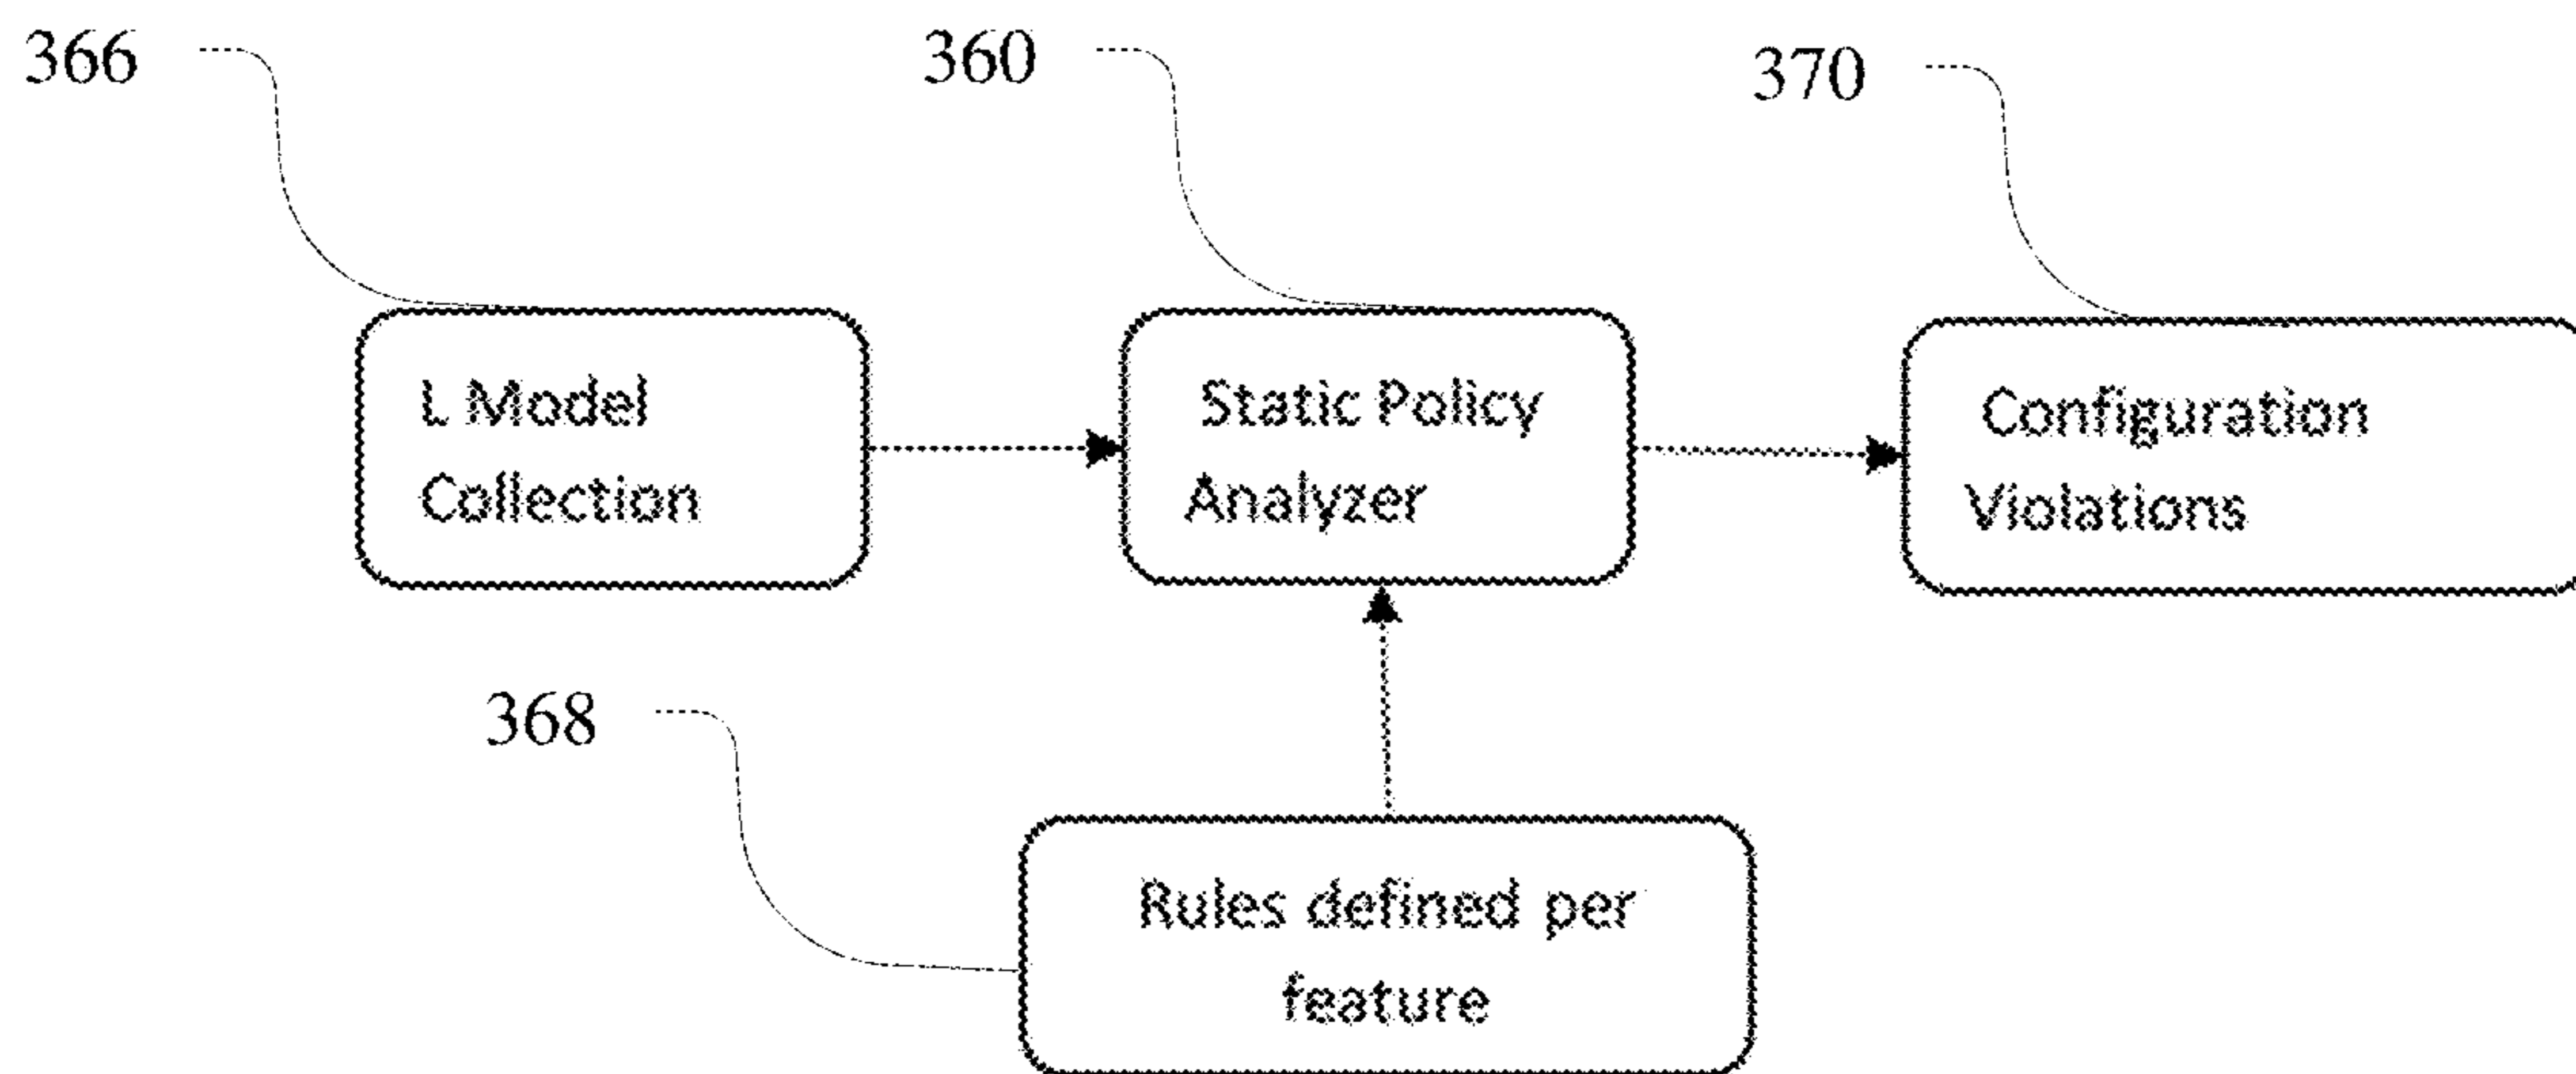 366
360
370
L Model
Collection
Static Policy
Analyzer
Configuration
Violations
368
Rules defined per
feature